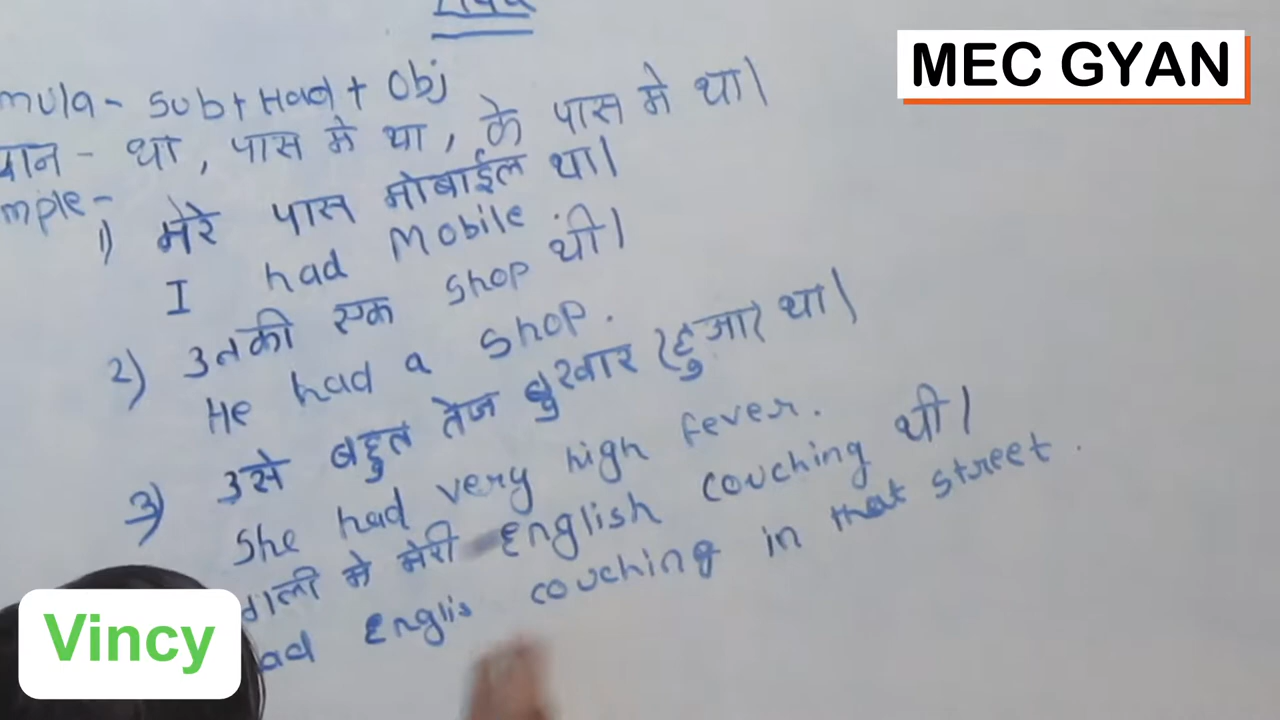 MEC GYAN
mula- Sub+Had+Obj
पान - था, पास मे था, के पास मे था।
mple-
1) मेरे पास मोबाईल था।
I had Mobile.
2) उनकी एक shop थी।
He had a shop.
3) उसे बहुत तेज बुखार (हुआ) था।
She had very high fever.
गली मे मेरी English couching थी।
ad Englis couching in that street.
Vincy